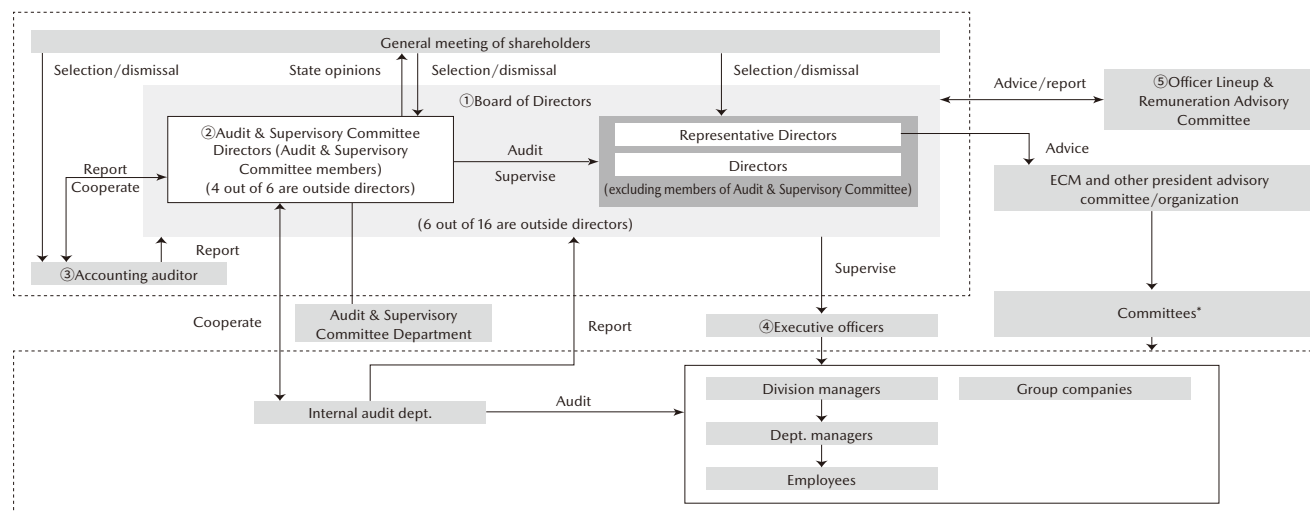 General meeting of shareholders
Selection/dismissal
State opinions
Selection/dismissal
Selection/dismissal
①Board of Directors
Advice/report
⑤Officer Lineup &
Remuneration Advisory
Committee
②Audit & Supervisory Committee
Directors (Audit & Supervisory
Committee members)
(4 out of 6 are outside directors)
Audit
Supervise
Representative Directors
Directors
(excluding members of Audit & Supervisory Committee)
Advice
Report
Cooperate
ECM and other president advisory
committee/organization
(6 out of 16 are outside directors)
Report
③Accounting auditor
Supervise
Cooperate
Audit & Supervisory
Committee Department
Report
④Executive officers
Committees*
Internal audit dept.
Audit
Division managers
Group companies
Dept. managers
Employees